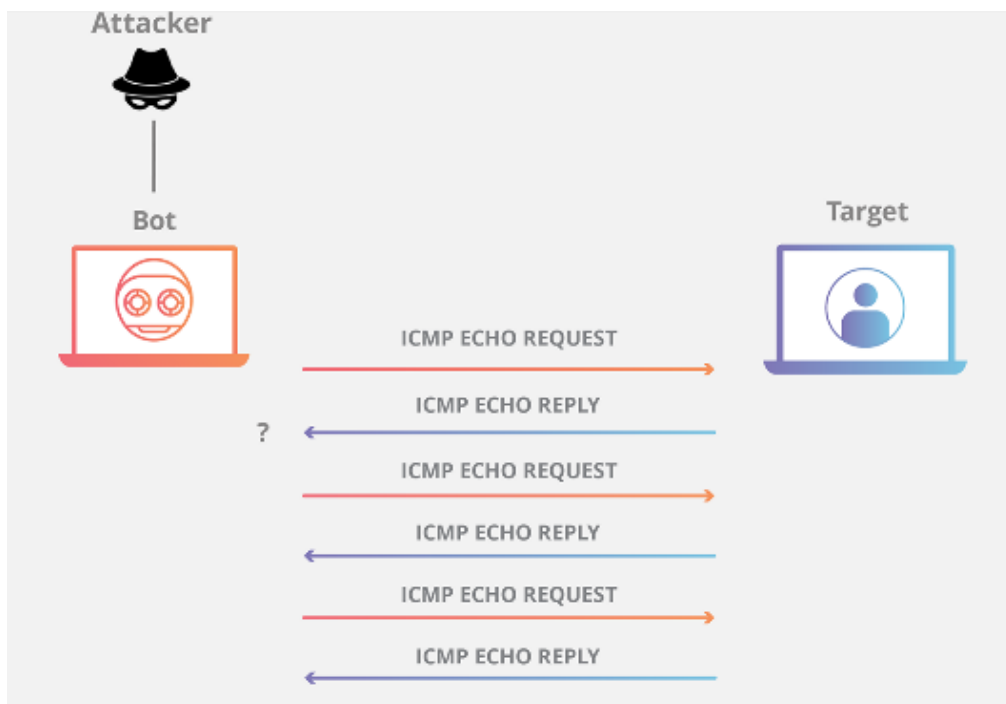 Attacker
Bot
Target
ICMP ECHO REQUEST
ICMP ECHO REPLY
?
ICMP ECHO REQUEST
ICMP ECHO REPLY
ICMP ECHO REQUEST
ICMP ECHO REPLY